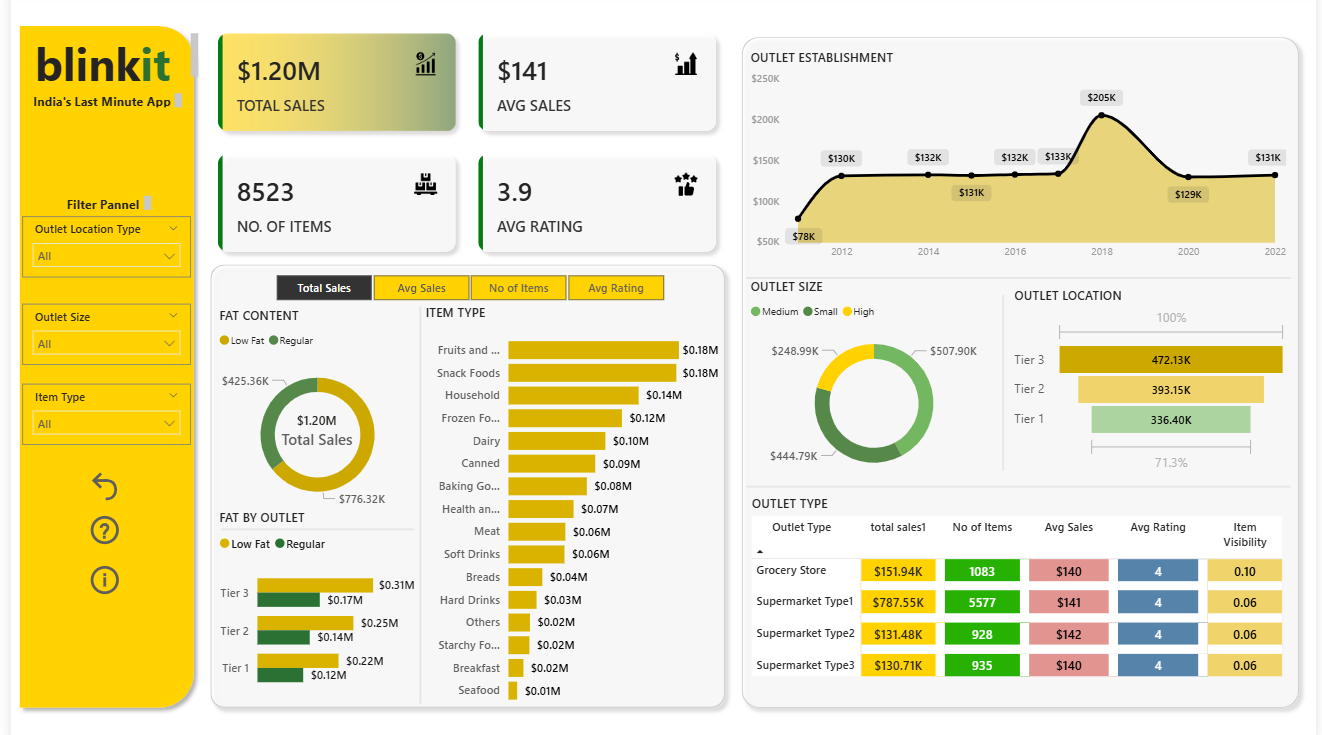 blinkit
India's Last Minute App
Filter Pannel
Outlet Location Type
All
Outlet Size
All
Item Type
All
?
i
$1.20M
TOTAL SALES
$141
AVG SALES
8523
NO. OF ITEMS
3.9
AVG RATING
Total Sales
Avg Sales
No of Items
Avg Rating
FAT CONTENT
Low Fat Regular
$425.36K
$1.20M
Total Sales
$776.32K
FAT BY OUTLET
Low Fat Regular
Tier 3 $0.31M
$0.17M
Tier 2 $0.25M
$0.14M
Tier 1 $0.22M
$0.12M
ITEM TYPE
Fruits and ... $0.18M
Snack Foods $0.18M
Household $0.14M
Frozen Fo... $0.12M
Dairy $0.10M
Canned $0.09M
Baking Go... $0.08M
Health an... $0.07M
Meat $0.06M
Soft Drinks $0.06M
Breads $0.04M
Hard Drinks $0.03M
Others $0.02M
Starchy Fo... $0.02M
Breakfast $0.02M
Seafood $0.01M
OUTLET ESTABLISHMENT
$250K
$200K
$150K
$100K
$50K
$78K
$130K
$132K
$131K
$132K
$133K
$205K
$129K
$131K
2012 2014 2016 2018 2020 2022
OUTLET SIZE
Medium Small High
$248.99K
$507.90K
$444.79K
OUTLET LOCATION
100%
Tier 3 472.13K
Tier 2 393.15K
Tier 1 336.40K
71.3%
OUTLET TYPE
Outlet Type total sales1 No of Items Avg Sales Avg Rating Item
Visibility
Grocery Store $151.94K 1083 $140 4 0.10
Supermarket Type1 $787.55K 5577 $141 4 0.06
Supermarket Type2 $131.48K 928 $142 4 0.06
Supermarket Type3 $130.71K 935 $140 4 0.06